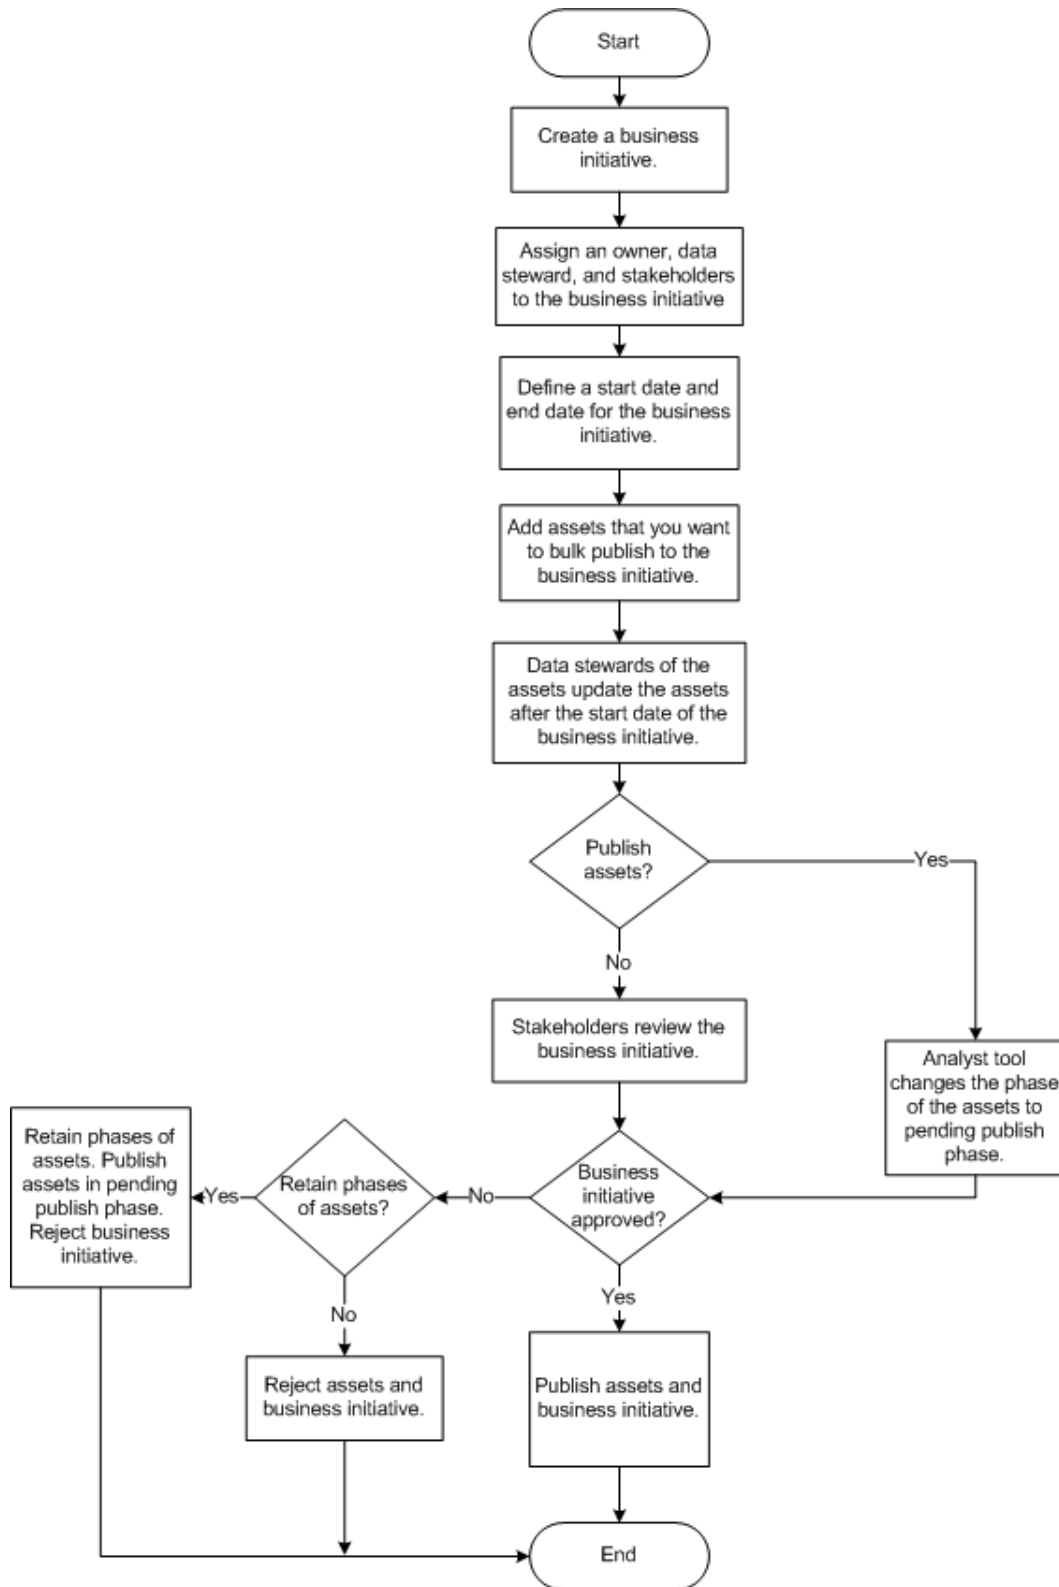 Start
Create a business
initiative.
Assign an owner, data
steward, and stakeholders
to the business initiative
Define a start date and
end date for the business
initiative.
Add assets that you want
to bulk publish to the
business initiative.
Data stewards of the
assets update the assets
after the start date of the
business initiative.
Publish
assets?
Yes
No
Stakeholders review the
business initiative.
Analyst tool
changes the phase
of the assets to
pending publish
phase.
Business
initiative
approved?
No
Retain phases
of assets?
Yes
Retain phases of
assets. Publish
assets in pending
publish phase.
Reject business
initiative.
No
Reject assets and
business initiative.
Yes
Publish assets and
business initiative.
End